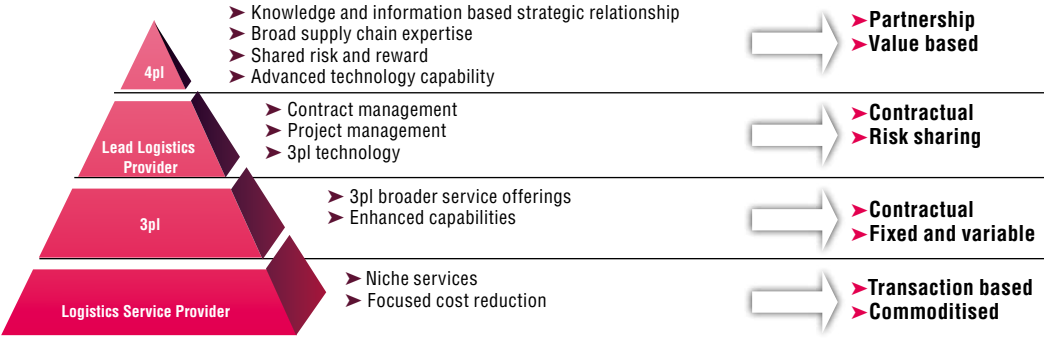 4pl
➤ Knowledge and information based strategic relationship
➤ Broad supply chain expertise
➤ Shared risk and reward
➤ Advanced technology capability
➤Partnership
➤Value based
Lead Logistics
Provider
➤ Contract management
➤ Project management
➤ 3pl technology
➤Contractual
➤Risk sharing
3pl
➤ 3pl broader service offerings
➤ Enhanced capabilities
➤Contractual
➤Fixed and variable
Logistics Service Provider
➤ Niche services
➤ Focused cost reduction
➤Transaction based
➤Commoditised